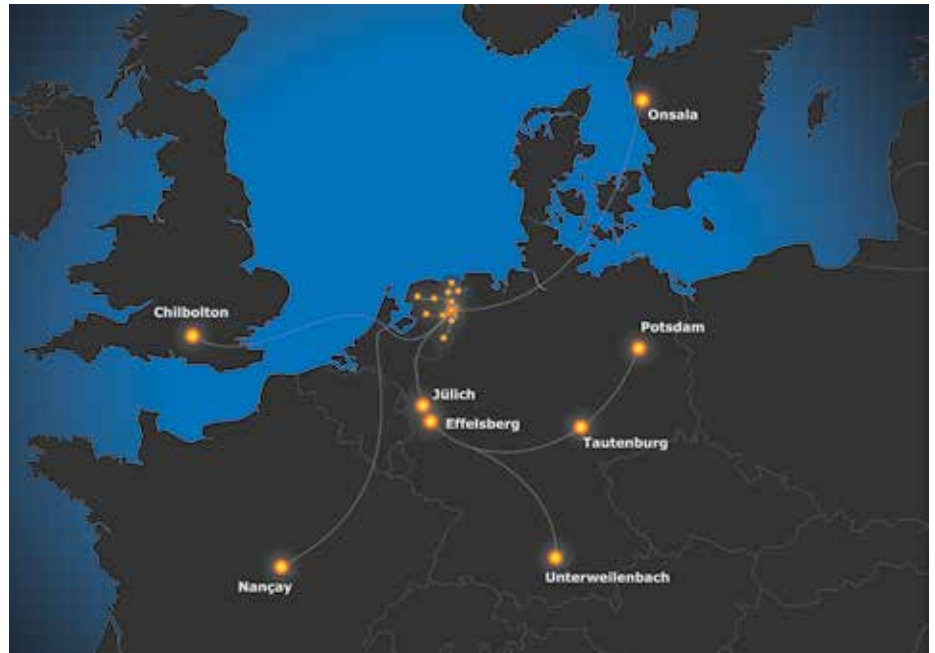 Onsala
Chilbolton
Potsdam
Jülich
Effelsberg
Tautenburg
Unterweilenbach
Nançay